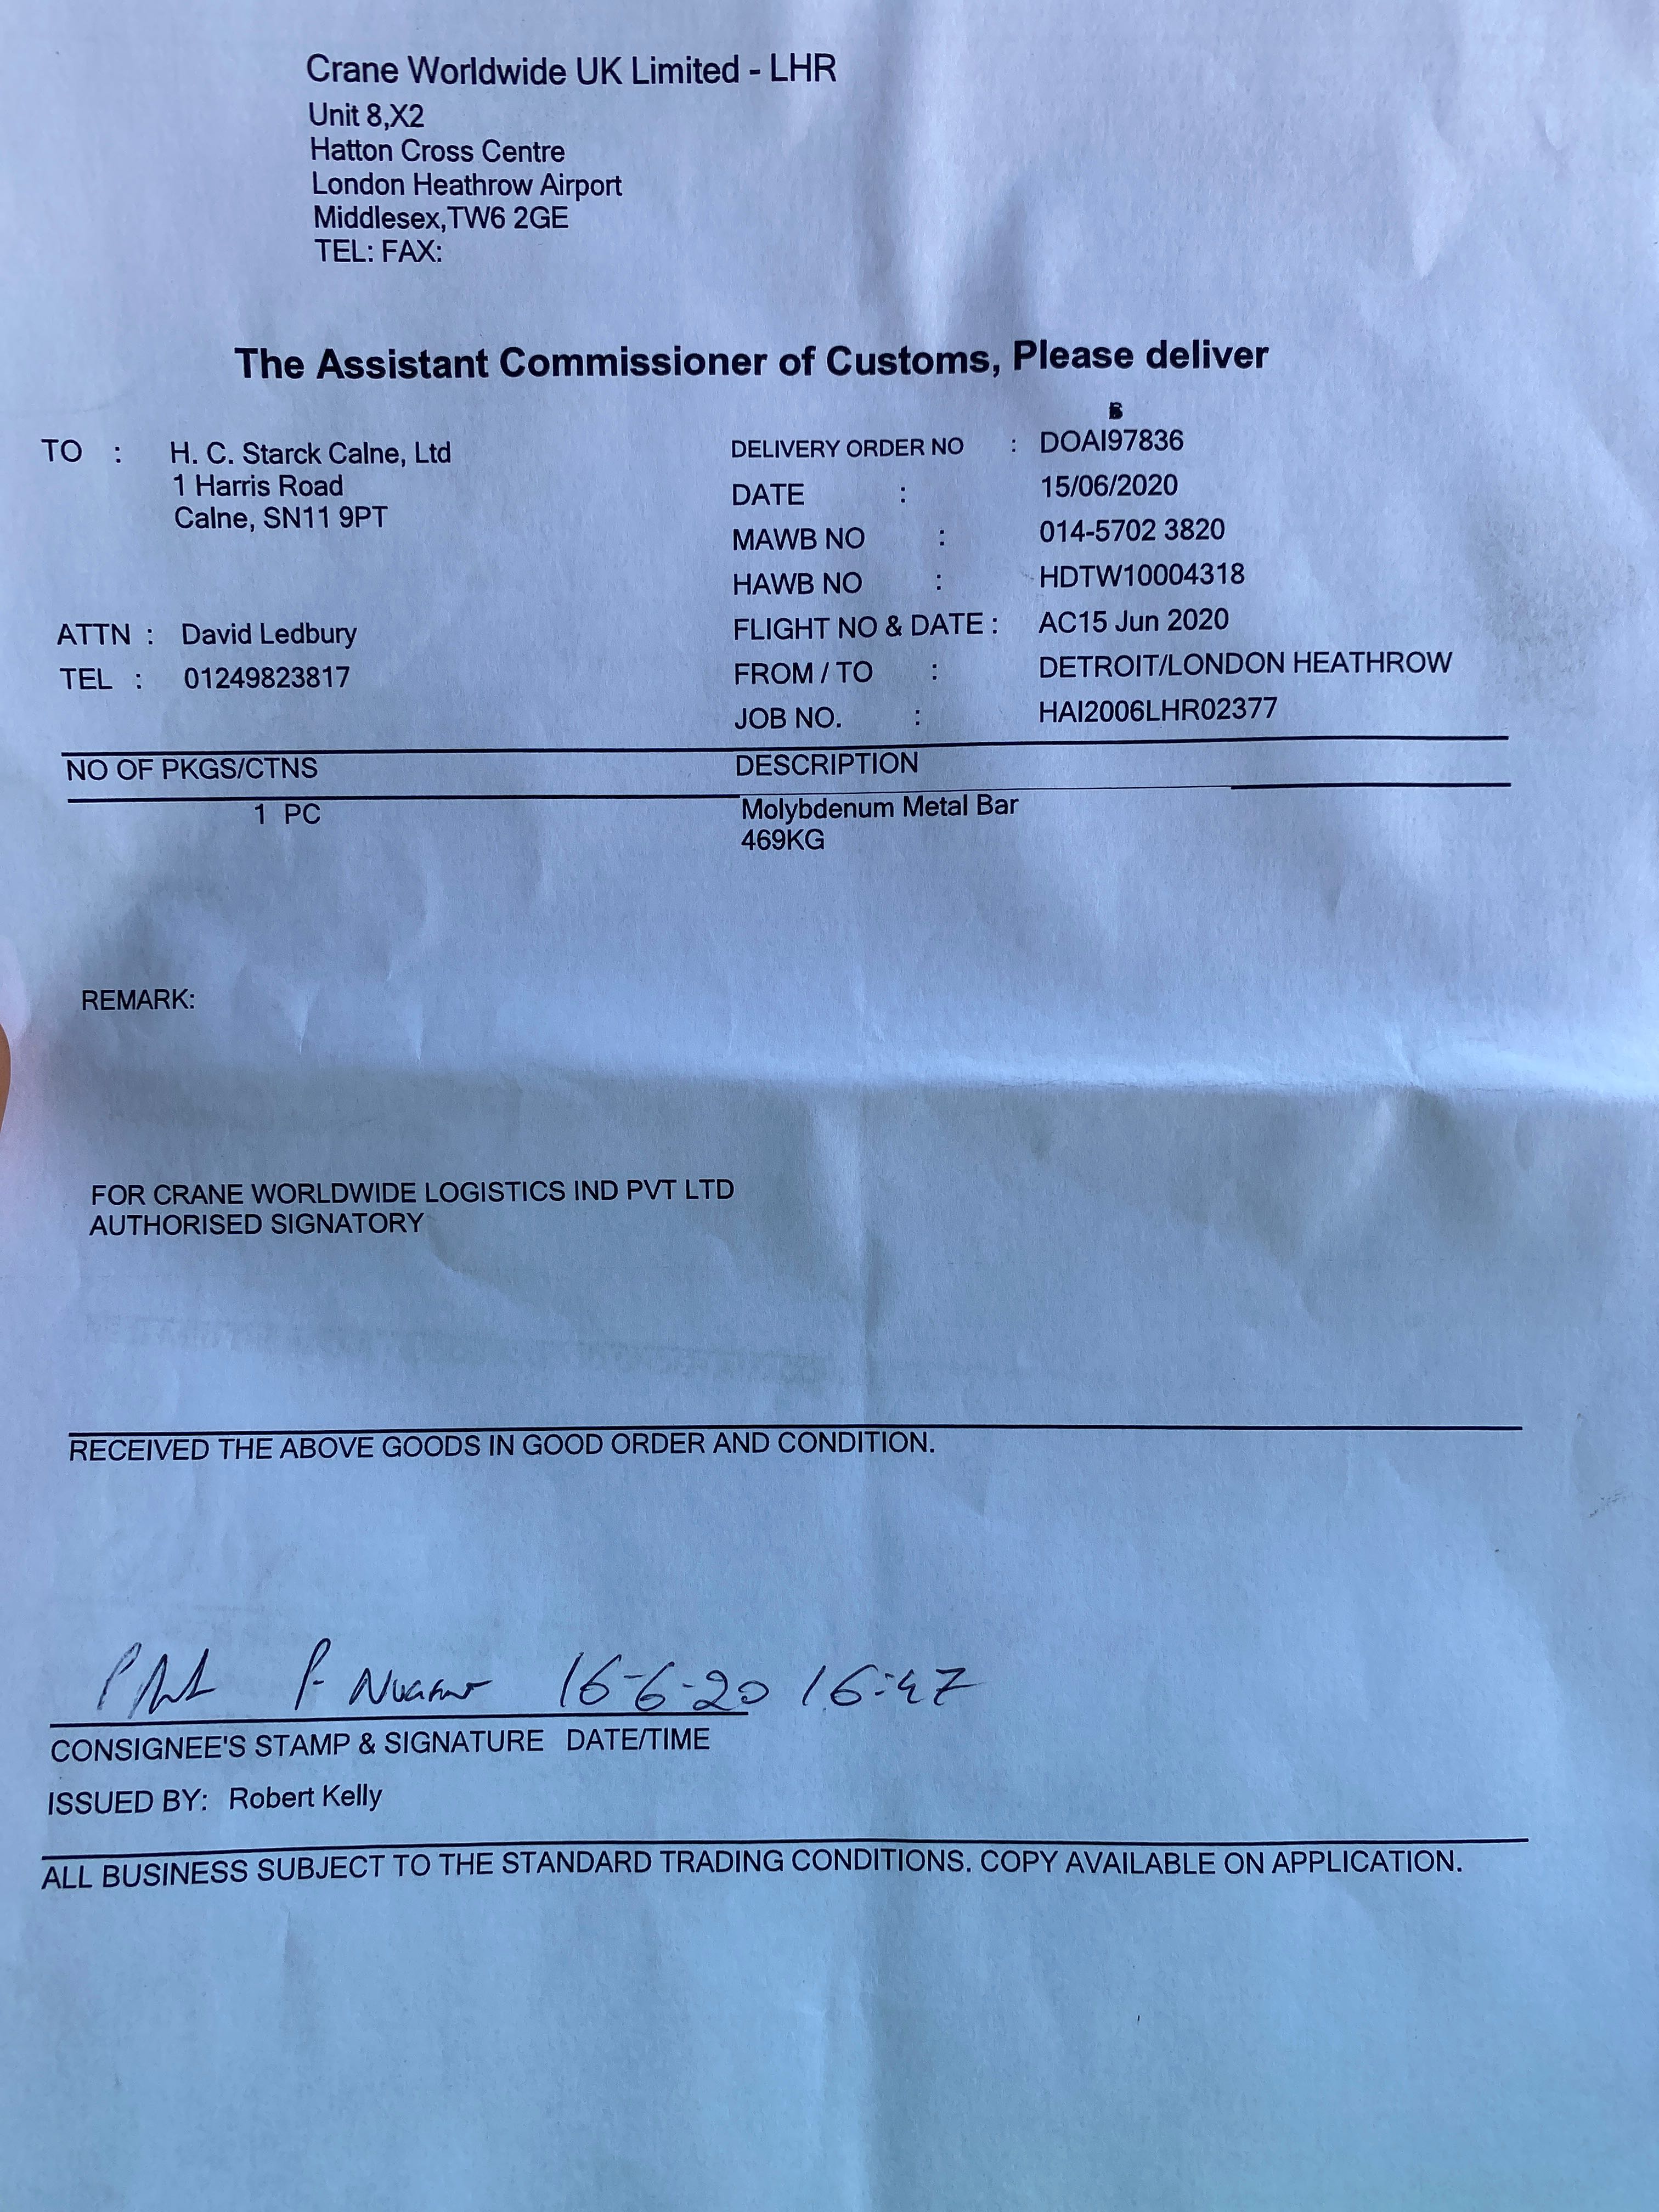 Crane Worldwide UK Limited - LHR
Unit 8,X2
Hatton Cross Centre
London Heathrow Airport
Middlesex,TW6 2GE
TEL: FAX:
The Assistant Commissioner of Customs, Please deliver
TO : H. C. Starck Calne, Ltd
1 Harris Road
Calne, SN11 9PT
ATTN : David Ledbury
TEL : 01249823817
DELIVERY ORDER NO : DOAI97836
DATE : 15/06/2020
MAWB NO : 014-5702 3820
HAWB NO : HDTW10004318
FLIGHT NO & DATE : AC15 Jun 2020
FROM / TO : DETROIT/LONDON HEATHROW
JOB NO. : HAI2006LHR02377
NO OF PKGS/CTNS DESCRIPTION
1 PC Molybdenum Metal Bar
469KG
REMARK:
FOR CRANE WORLDWIDE LOGISTICS IND PVT LTD
AUTHORISED SIGNATORY
RECEIVED THE ABOVE GOODS IN GOOD ORDER AND CONDITION.
16-6-20 16:47
CONSIGNEE'S STAMP & SIGNATURE DATE/TIME
ISSUED BY: Robert Kelly
ALL BUSINESS SUBJECT TO THE STANDARD TRADING CONDITIONS. COPY AVAILABLE ON APPLICATION.